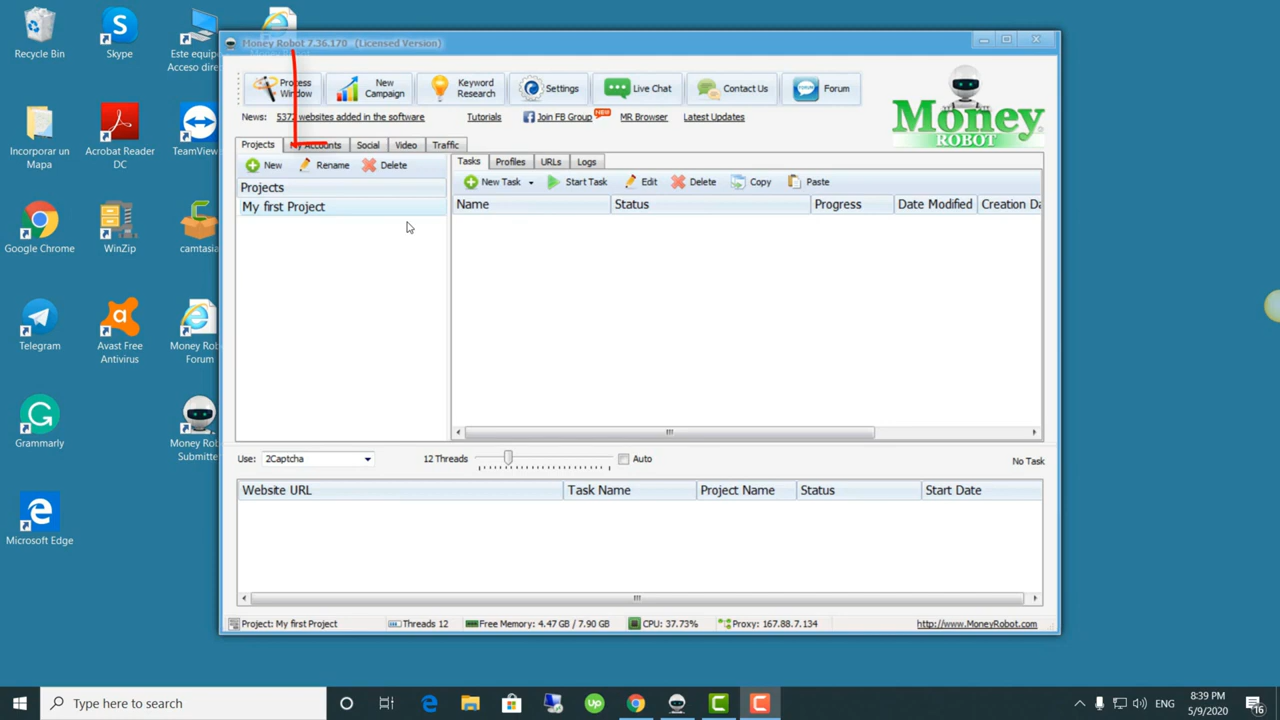 Recycle Bin
Skype
Este equip
Acceso dire
Incorporar un
Mapa
Acrobat Reader
DC
TeamView
Google Chrome
WinZip
camtasia
Telegram
Avast Free
Antivirus
Money Rob
Forum
Grammarly
Money Rob
Submitte
Microsoft Edge
Money Robot 7.36.170 (Licensed Version)
Process
Window
New
Campaign
Keyword
Research
Settings
Live Chat
Contact Us
FORUM
Forum
Money
ROBOT
News: 5372 websites added in the software
Tutorials
Join FB Group
NEW
MR Browser
Latest Updates
Projects
My Accounts
Social
Video
Traffic
New
Rename
Delete
Projects
My first Project
Tasks
Profiles
URLs
Logs
New Task
Start Task
Edit
Delete
Copy
Paste
Name
Status
Progress
Date Modified
Creation Da
Use: 2Captcha
12 Threads
Auto
No Task
Website URL
Task Name
Project Name
Status
Start Date
Project: My first Project
Threads 12
Free Memory: 4.47 GB / 7.90 GB
CPU: 37.73%
Proxy: 167.88.7.134
http://www.MoneyRobot.com
Type here to search
Up
ENG
8:39 PM
5/9/2020
16